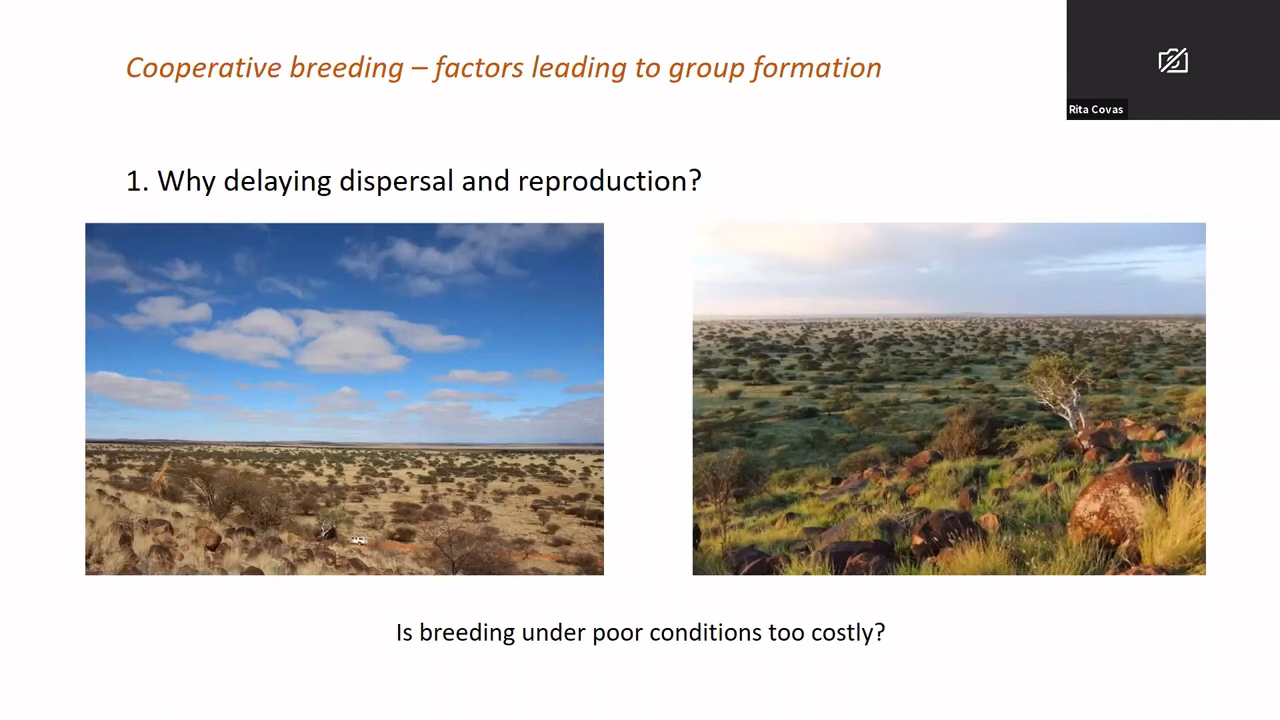 Cooperative breeding – factors leading to group formation
Rita Covas
1. Why delaying dispersal and reproduction?
Is breeding under poor conditions too costly?